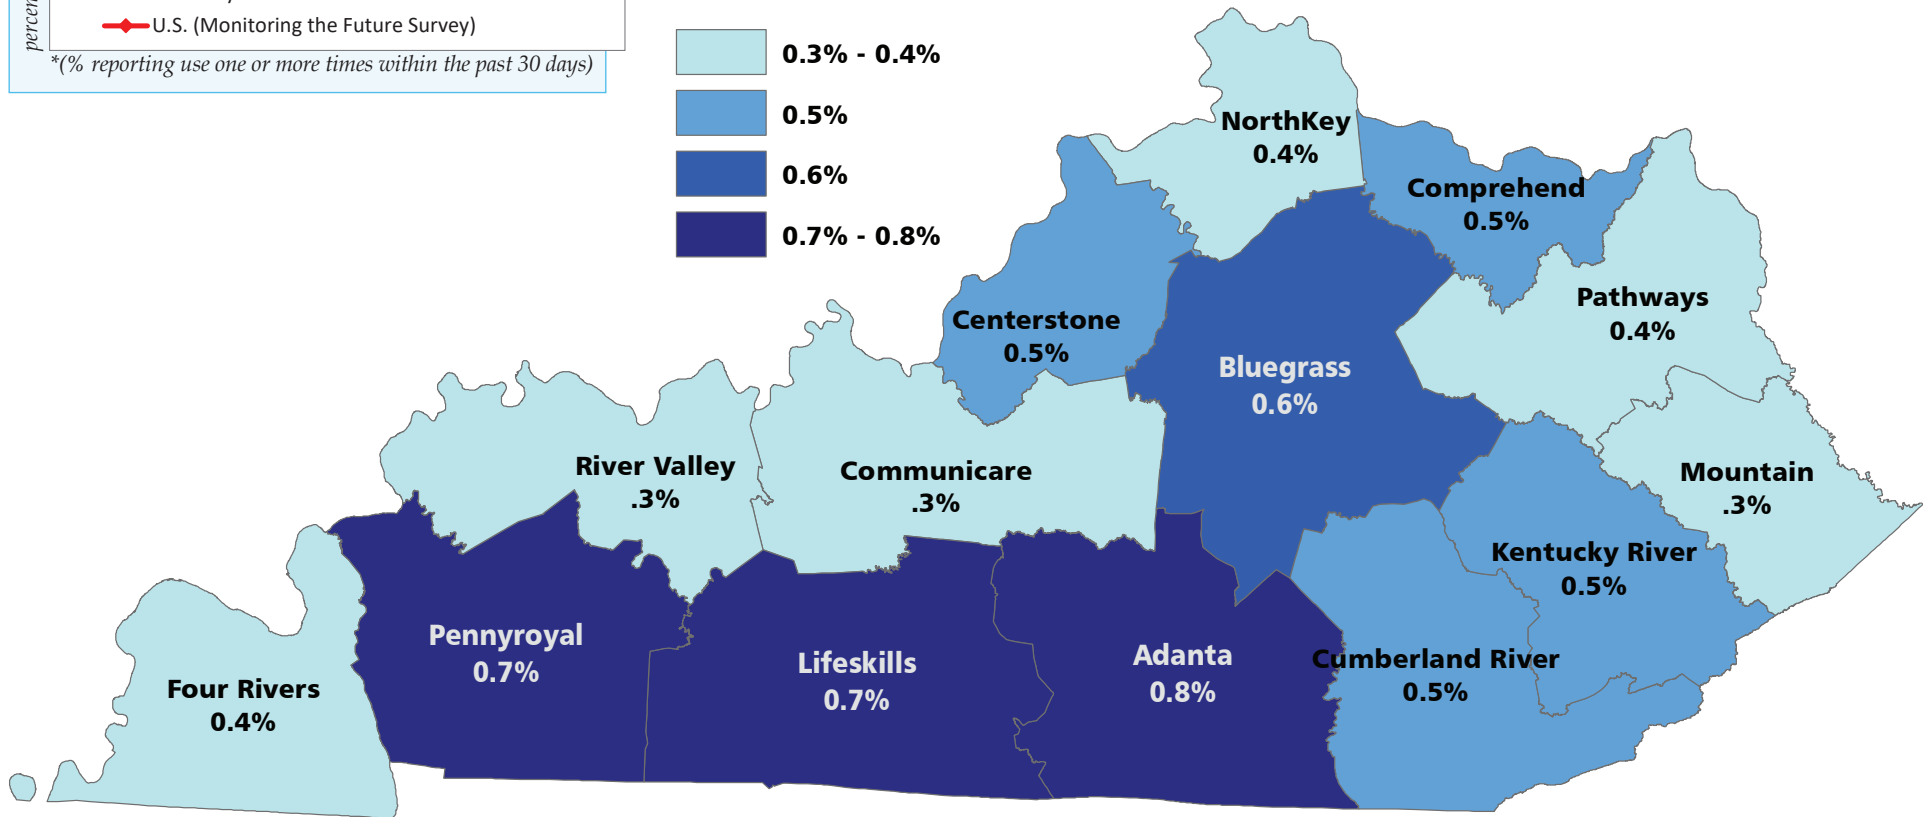 percen
U.S. (Monitoring the Future Survey)
*(% reporting use one or more times within the past 30 days)
0.3% - 0.4%
0.5%
0.6%
0.7% - 0.8%
NorthKey
0.4%
Comprehend
0.5%
Pathways
0.4%
Centerstone
0.5%
Bluegrass
0.6%
River Valley
.3%
Communicare
.3%
Mountain
.3%
Kentucky River
0.5%
Pennyroyal
0.7%
Lifeskills
0.7%
Adanta
0.8%
Cumberland River
0.5%
Four Rivers
0.4%